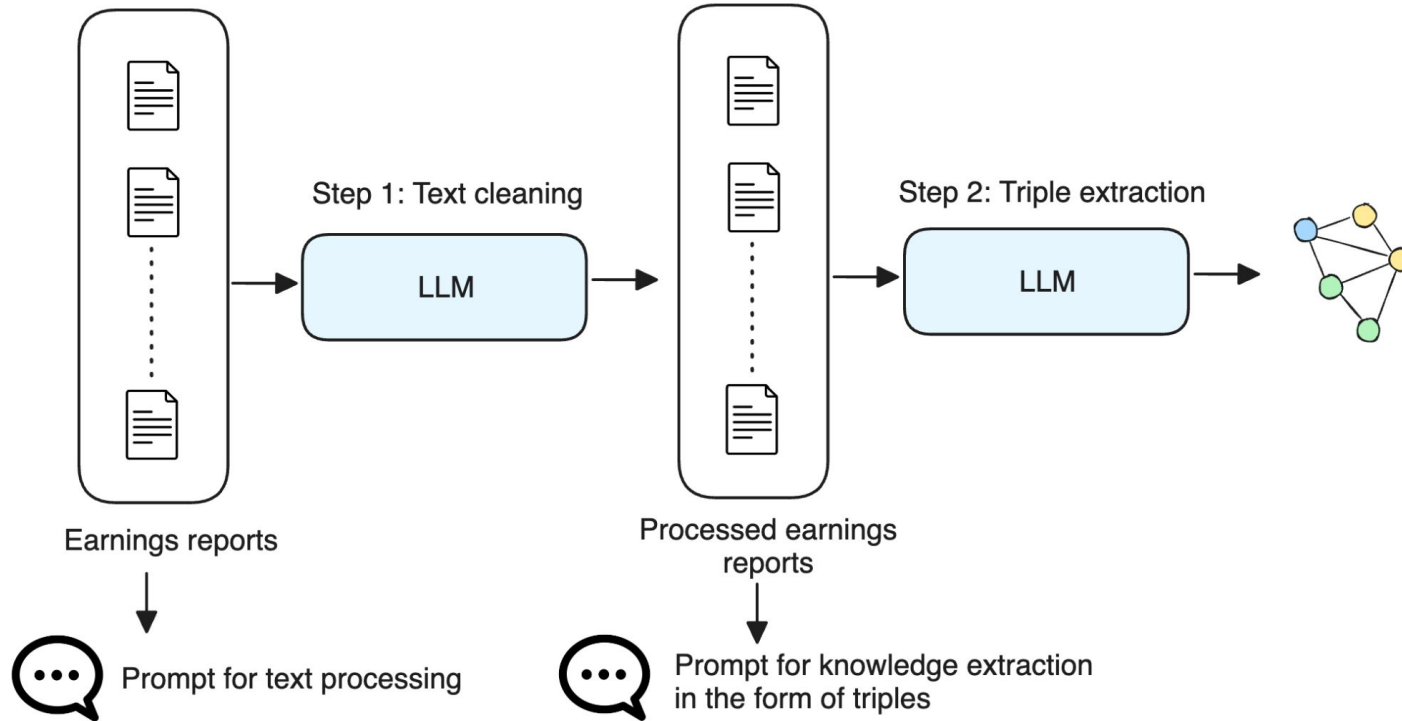 Step 1: Text cleaning
LLM
Step 2: Triple extraction
LLM
Earnings reports
Processed earnings
reports
Prompt for text processing
Prompt for knowledge extraction
in the form of triples